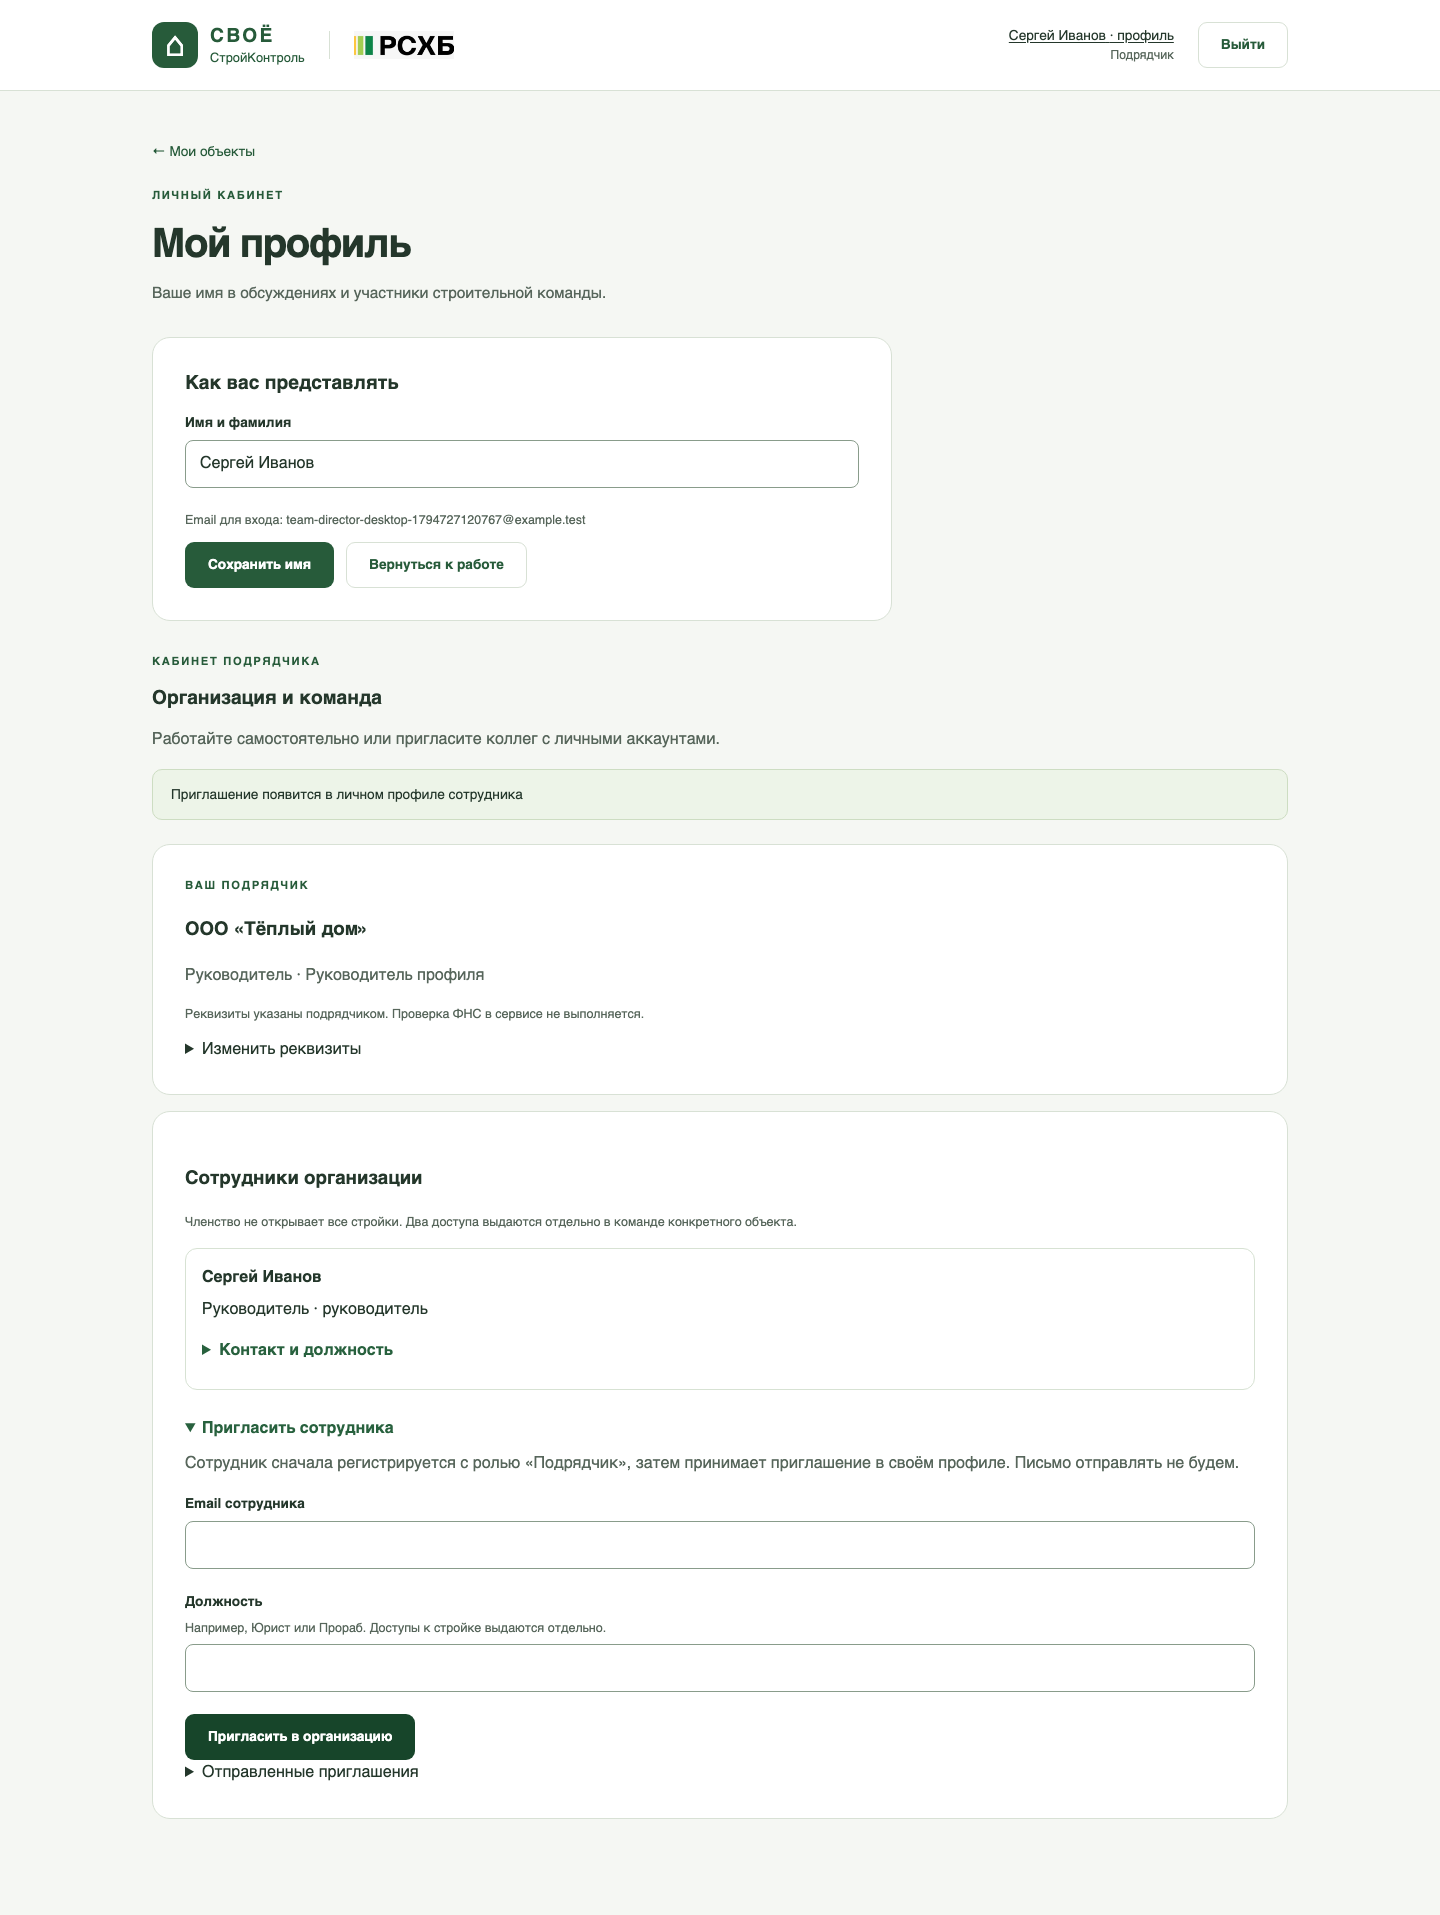 СВОЁ
СтройКонтроль
РСХБ
Сергей Иванов · профиль
Подрядчик
Выйти
← Мои объекты
ЛИЧНЫЙ КАБИНЕТ
Мой профиль
Ваше имя в обсуждениях и участники строительной команды.
Как вас представлять
Имя и фамилия
Сергей Иванов
Email для входа: team-director-desktop-1794727120767@example.test
Сохранить имя
Вернуться к работе
КАБИНЕТ ПОДРЯДЧИКА
Организация и команда
Работайте самостоятельно или пригласите коллег с личными аккаунтами.
Приглашение появится в личном профиле сотрудника
ВАШ ПОДРЯДЧИК
ООО «Тёплый дом»
Руководитель · Руководитель профиля
Реквизиты указаны подрядчиком. Проверка ФНС в сервисе не выполняется.
Изменить реквизиты
Сотрудники организации
Членство не открывает все стройки. Два доступа выдаются отдельно в команде конкретного объекта.
Сергей Иванов
Руководитель · руководитель
Контакт и должность
Пригласить сотрудника
Сотрудник сначала регистрируется с ролью «Подрядчик», затем принимает приглашение в своём профиле. Письмо отправлять не будем.
Email сотрудника
Должность
Например, Юрист или Прораб. Доступы к стройке выдаются отдельно.
Пригласить в организацию
Отправленные приглашения